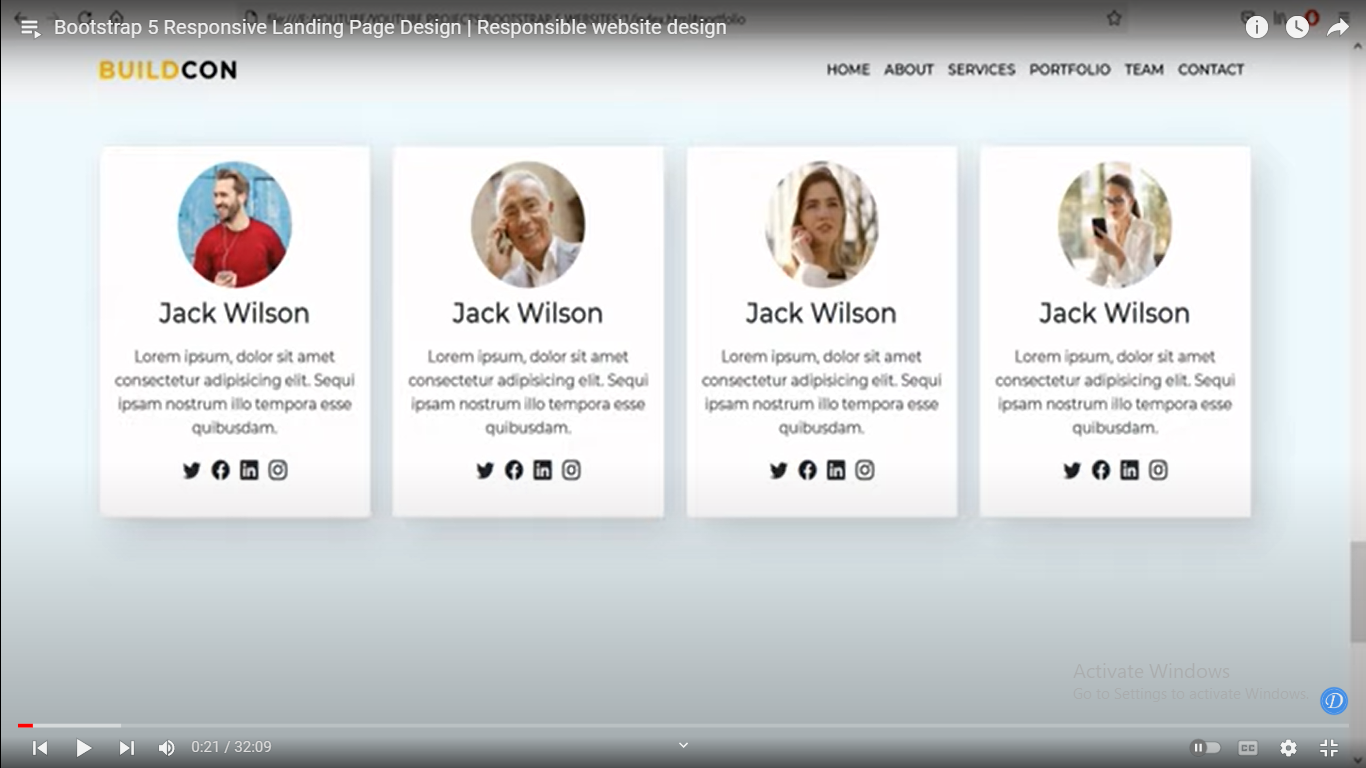 Bootstrap 5 Responsive Landing Page Design | Responsible website design
BUILDCON
HOME ABOUT SERVICES PORTFOLIO TEAM CONTACT
Jack Wilson
Lorem ipsum, dolor sit amet
consectetur adipisicing elit. Sequi
ipsam nostrum illo tempora esse
quibusdam.
Jack Wilson
Lorem ipsum, dolor sit amet
consectetur adipisicing elit. Sequi
ipsam nostrum illo tempora esse
quibusdam.
Jack Wilson
Lorem ipsum, dolor sit amet
consectetur adipisicing elit. Sequi
ipsam nostrum illo tempora esse
quibusdam.
Jack Wilson
Lorem ipsum, dolor sit amet
consectetur adipisicing elit. Sequi
ipsam nostrum illo tempora esse
quibusdam.
Activate Windows
Go to Settings to activate Windows.
0:21 / 32:09
CC